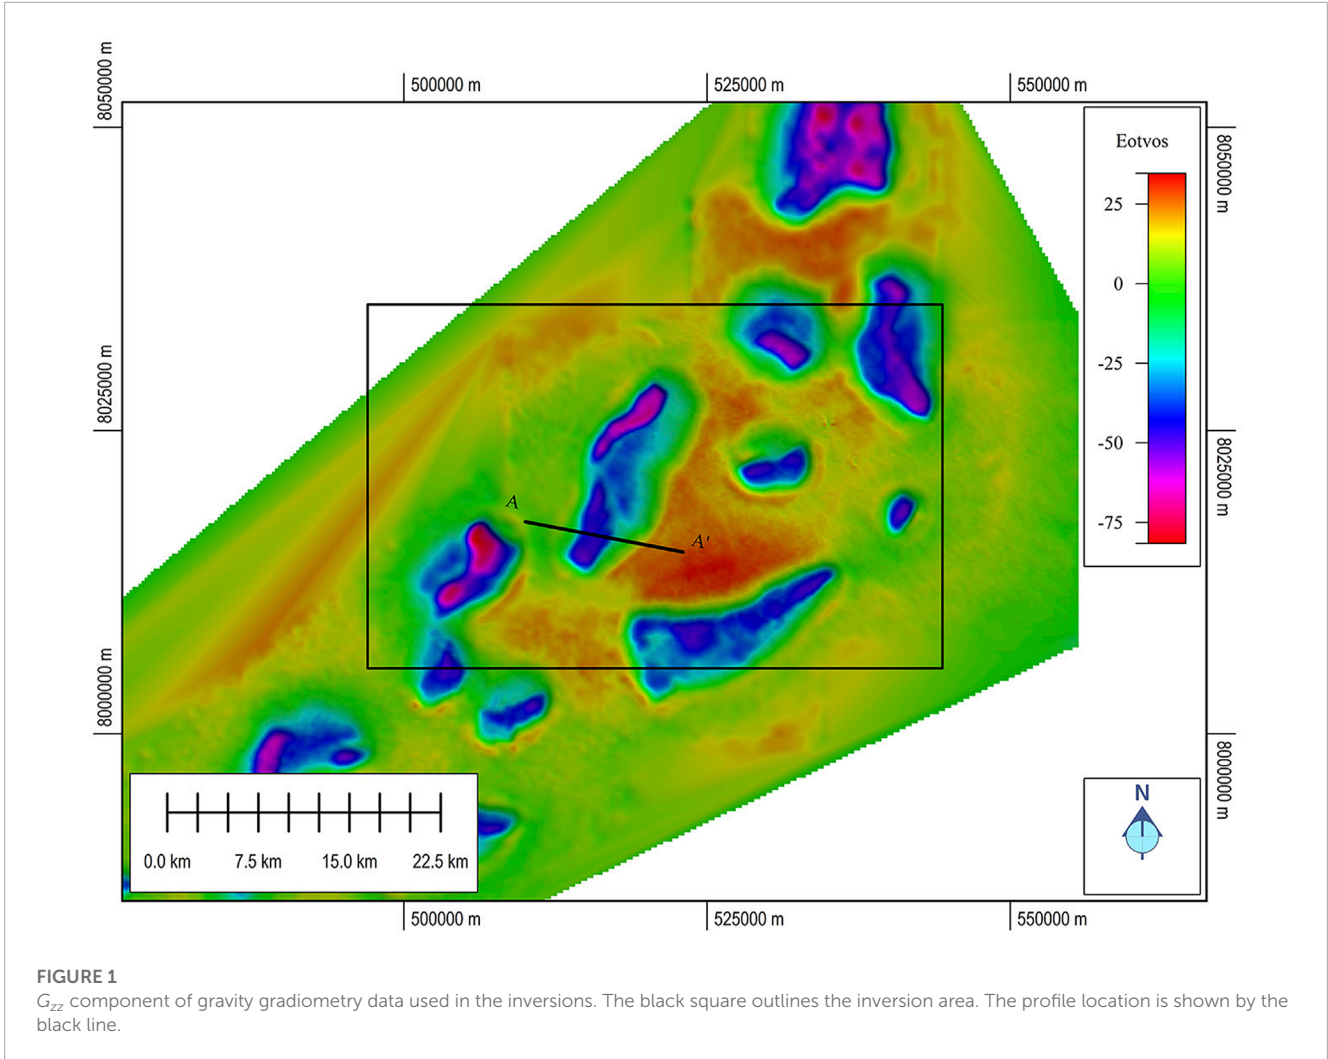 500000 m
525000 m
550000 m
8050000 m
8050000 m
Eotvos
25
0
-25
-50
-75
8025000 m
8025000 m
A
A'
8000000 m
8000000 m
N
0.0 km
7.5 km
15.0 km
22.5 km
500000 m
525000 m
550000 m
FIGURE 1
Gzz component of gravity gradiometry data used in the inversions. The black square outlines the inversion area. The profile location is shown by the
black line.